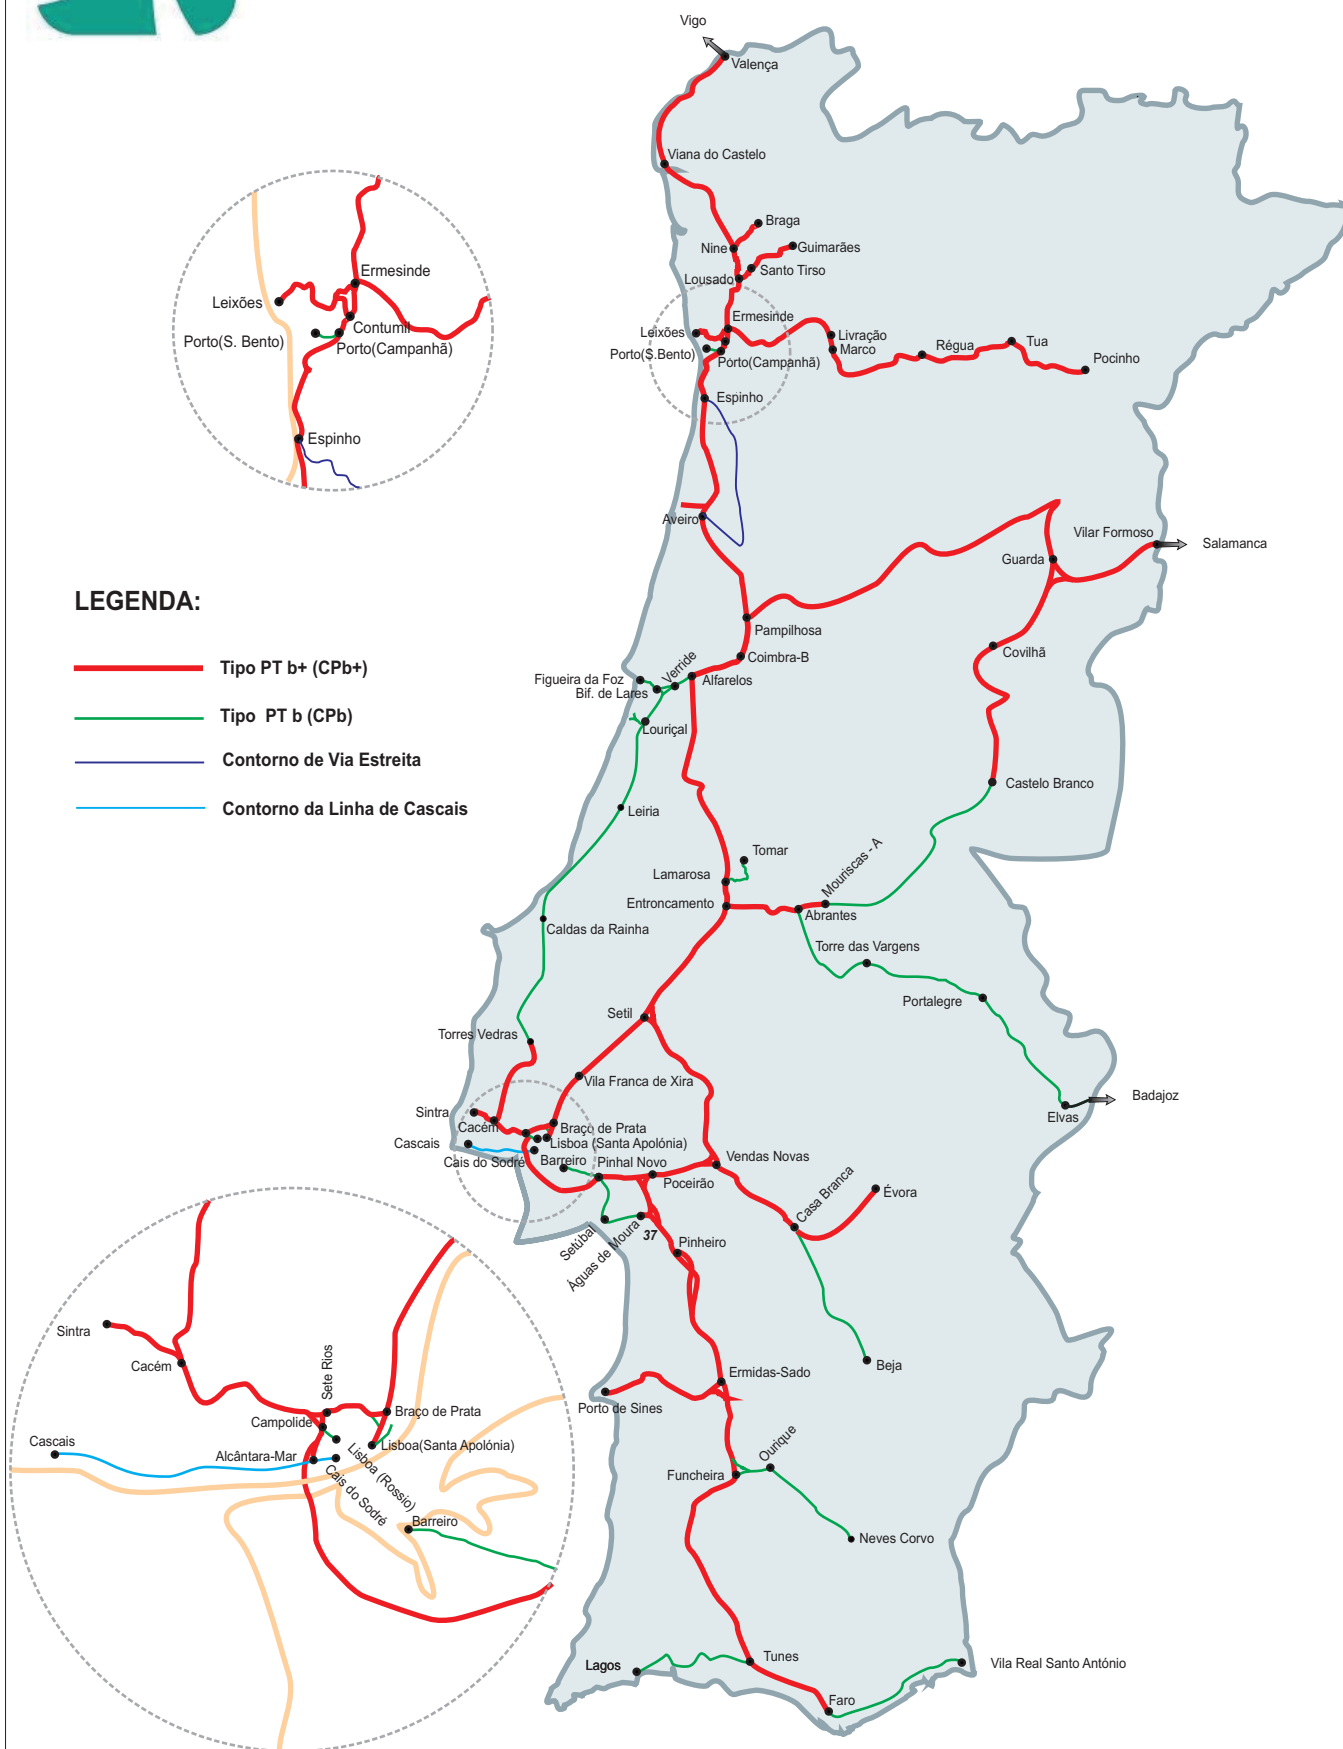 Vigo
Valença
Viana do Castelo
Braga
Nine
Guimarães
Santo Tirso
Lousado
Ermesinde
Leixões
Livração
Porto(S.Bento)
Marco
Porto(Campanhã)
Régua
Tua
Pocinho
Espinho
Ermesinde
Leixões
Contumil
Porto(S. Bento)
Porto(Campanhã)
Espinho
Aveiro
Vilar Formoso
Salamanca
Guarda
LEGENDA:
Tipo PT b+ (CPb+)
Tipo PT b (CPb)
Contorno de Via Estreita
Contorno da Linha de Cascais
Pampilhosa
Coimbra-B
Covilhã
Verride
Figueira da Foz
Alfarelos
Bif. de Lares
Louriçal
Castelo Branco
Leiria
Tomar
Mouriscas - A
Lamarosa
Entroncamento
Abrantes
Caldas da Rainha
Torre das Vargens
Portalegre
Setil
Torres Vedras
Vila Franca de Xira
Badajoz
Elvas
Sintra
Cacém
Braço de Prata
Cascais
Lisboa (Santa Apolónia)
Cais do Sodré
Barreiro
Pinhal Novo
Vendas Novas
Poceirão
Casa Branca
Évora
Setúbal
Águas de Moura
37
Pinheiro
Sintra
Cacém
Sete Rios
Braço de Prata
Campolide
Cascais
Alcântara-Mar
Lisboa(Santa Apolónia)
Lisboa (Rossio)
Cais do Sodré
Barreiro
Beja
Ermidas-Sado
Porto de Sines
Ourique
Funcheira
Neves Corvo
Lagos
Tunes
Vila Real Santo António
Faro